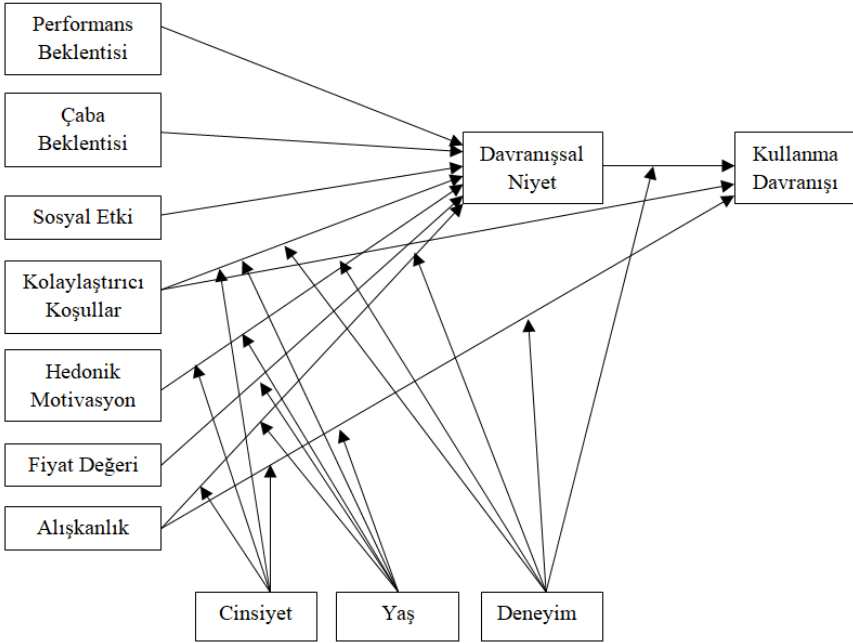 Performans
Beklentisi
Çaba
Beklentisi
Davranışsal
Niyet
Kullanma
Davranışı
Sosyal Etki
Kolaylaştırıcı
Koşullar
Hedonik
Motivasyon
Fiyat Değeri
Alışkanlık
Cinsiyet
Yaş
Deneyim